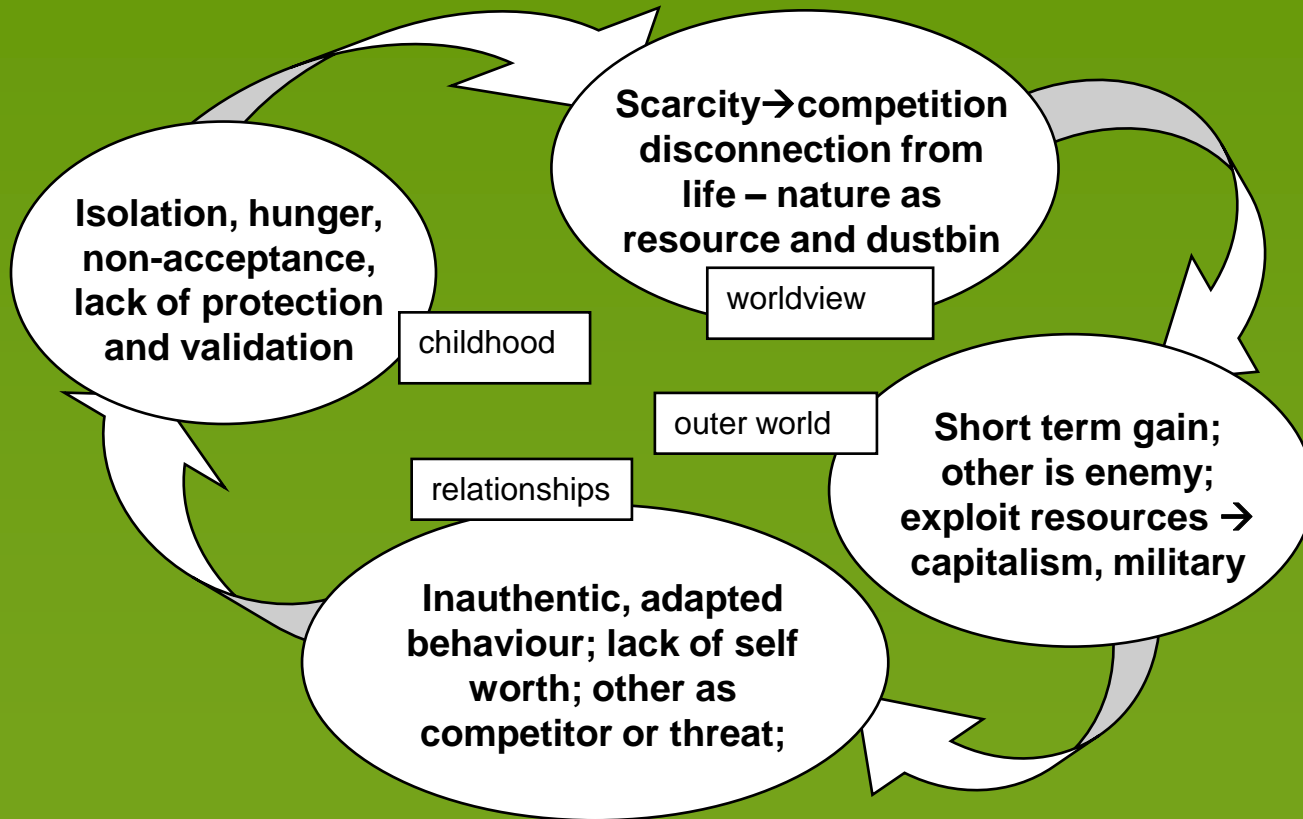 Isolation, hunger,
non-acceptance,
lack of protection
and validation
childhood
Scarcity→competition
disconnection from
life – nature as
resource and dustbin
worldview
Short term gain;
other is enemy;
exploit resources →
capitalism, military
outer world
relationships
Inauthentic, adapted
behaviour; lack of self
worth; other as
competitor or threat;